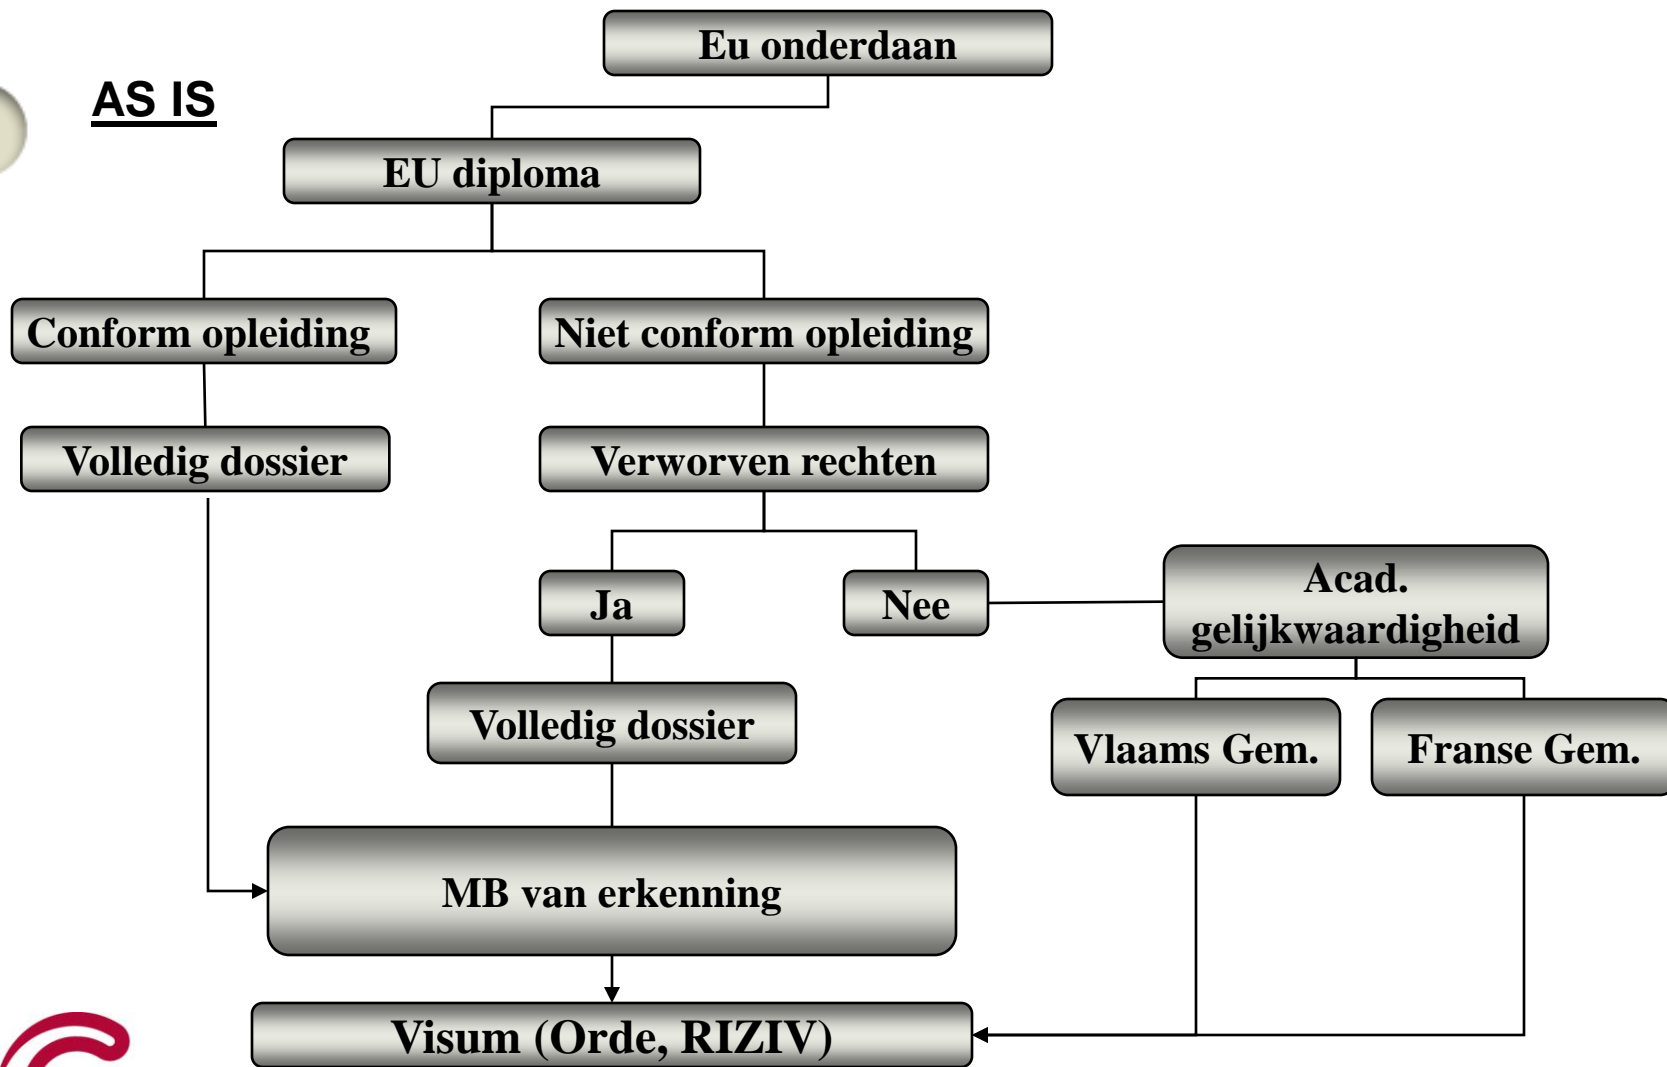 Eu onderdaan
AS IS
EU diploma
Conform opleiding
Niet conform opleiding
Volledig dossier
Verworven rechten
Ja
Nee
Acad.
gelijkwaardigheid
Volledig dossier
Vlaams Gem.
Franse Gem.
MB van erkenning
Visum (Orde, RIZIV)